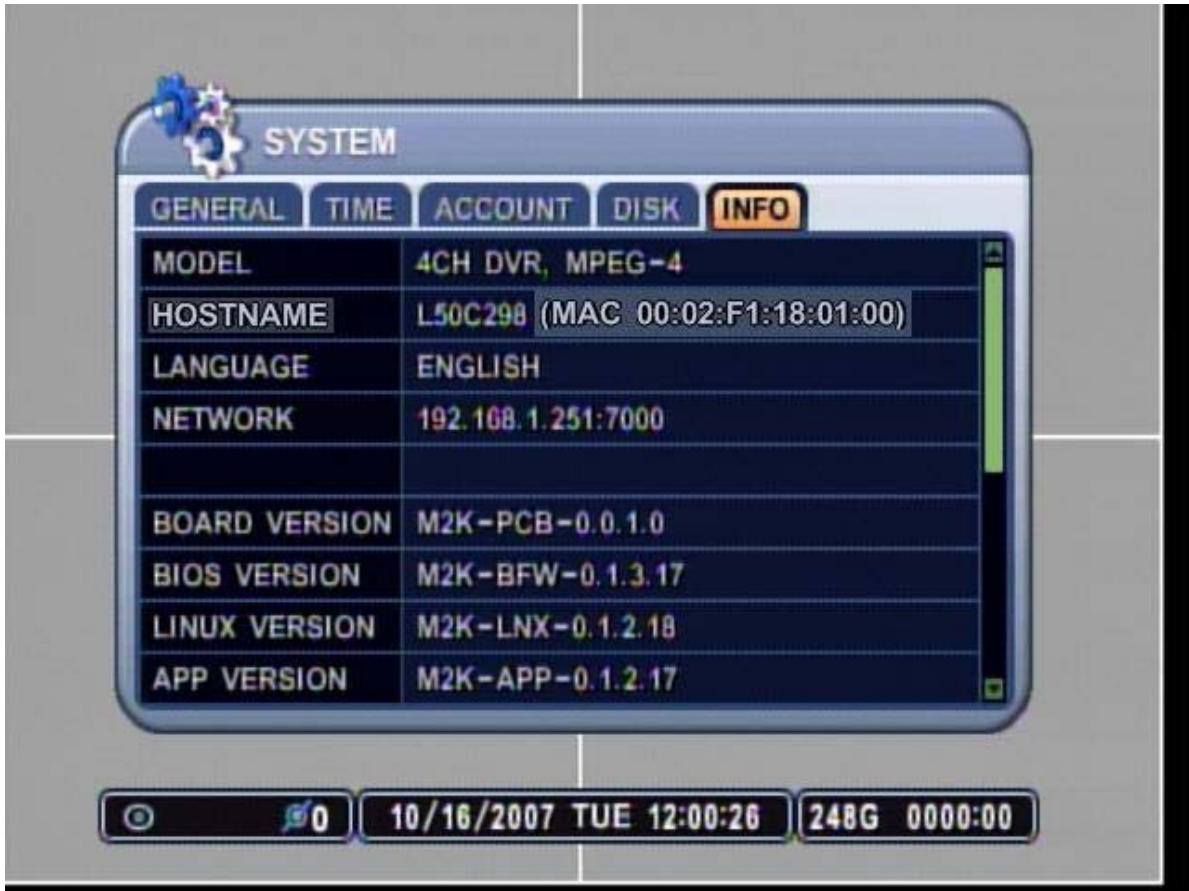 SYSTEM
GENERAL TIME ACCOUNT DISK INFO
MODEL 4CH DVR, MPEG-4
HOSTNAME L50C298 (MAC 00:02:F1:18:01:00)
LANGUAGE ENGLISH
NETWORK 192.168.1.251:7000
BOARD VERSION M2K-PCB-0.0.1.0
BIOS VERSION M2K-BFW-0.1.3.17
LINUX VERSION M2K-LNX-0.1.2.18
APP VERSION M2K-APP-0.1.2.17
0 10/16/2007 TUE 12:00:26 248G 0000:00